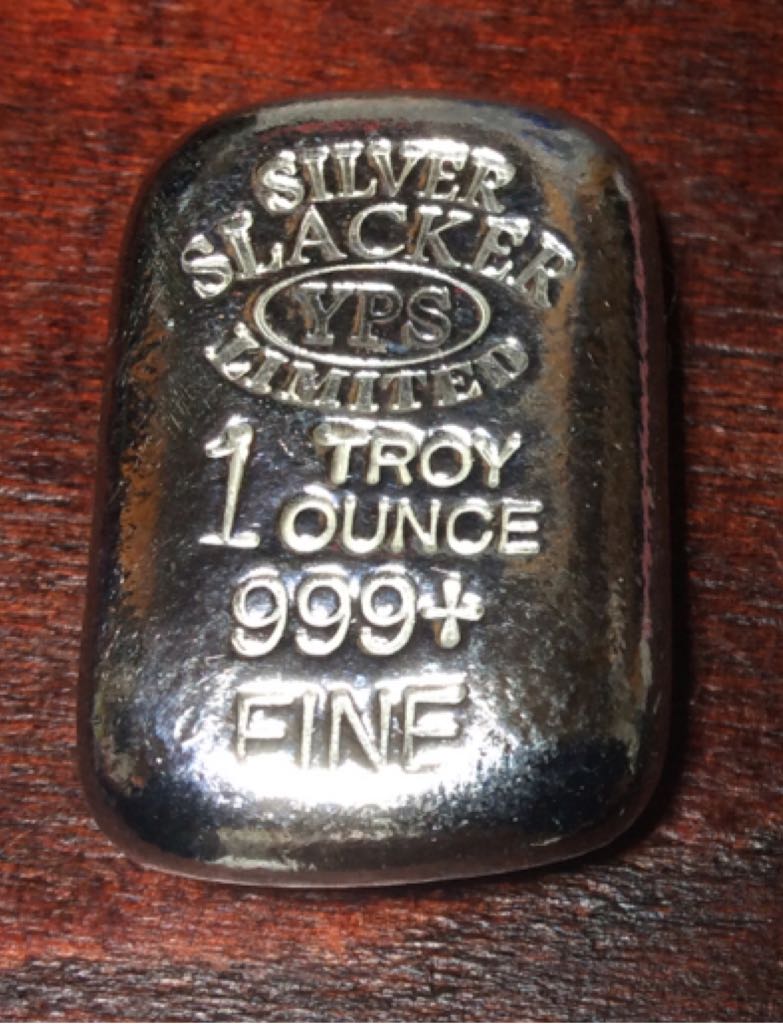 SILVER
SLACKER
YPS
LIMITED
1 TROY
OUNCE
999+
FINE